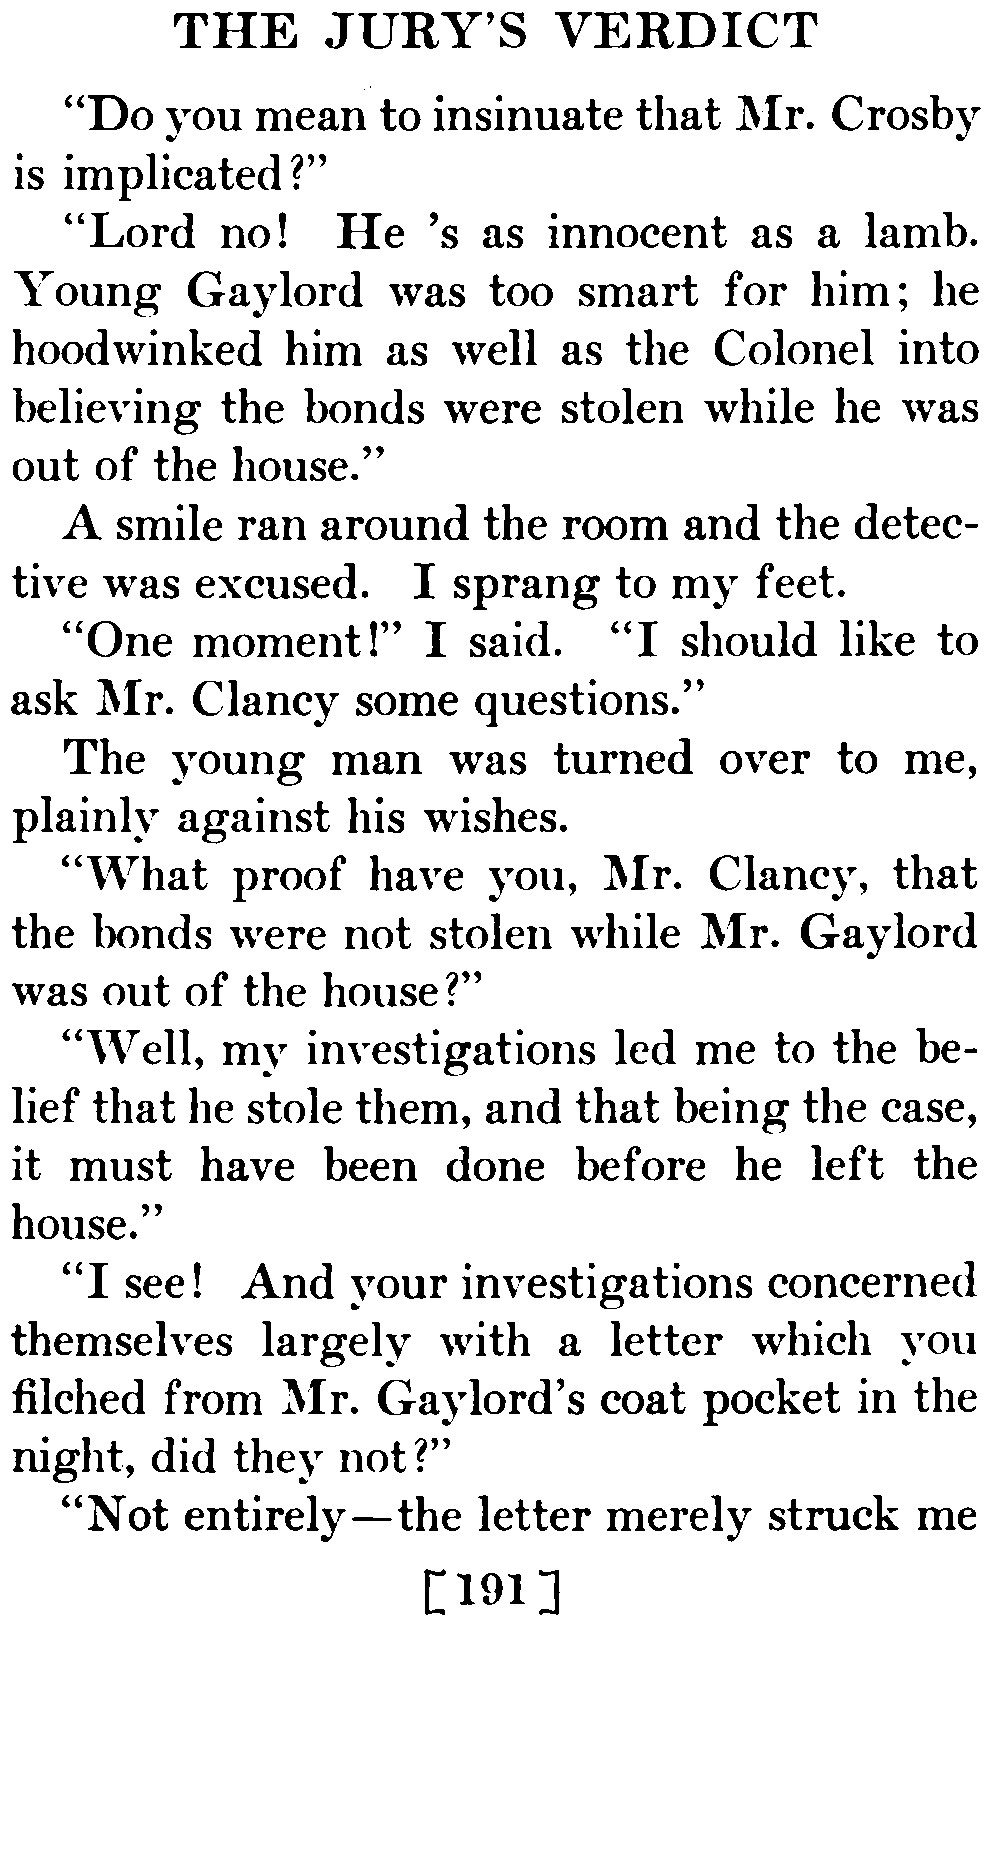 THE JURY'S VERDICT
“Do you mean to insinuate that Mr. Crosby
is implicated?”
“Lord no! He 's as innocent as a lamb.
Young Gaylord was too smart for him; he
hoodwinked him as well as the Colonel into
believing the bonds were stolen while he was
out of the house.”
A smile ran around the room and the detec-
tive was excused. I sprang to my feet.
“One moment!” I said. “I should like to
ask Mr. Clancy some questions.”
The young man was turned over to me,
plainly against his wishes.
“What proof have you, Mr. Clancy, that
the bonds were not stolen while Mr. Gaylord
was out of the house?”
“Well, my investigations led me to the be-
lief that he stole them, and that being the case,
it must have been done before he left the
house.”
“I see! And your investigations concerned
themselves largely with a letter which you
filched from Mr. Gaylord's coat pocket in the
night, did they not?”
“Not entirely—the letter merely struck me
[191]